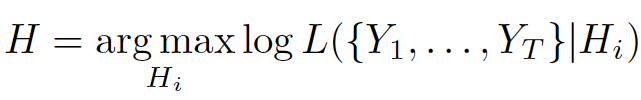 H = arg max log L({Y_1, . . . , Y_T}|H_i)
H_i